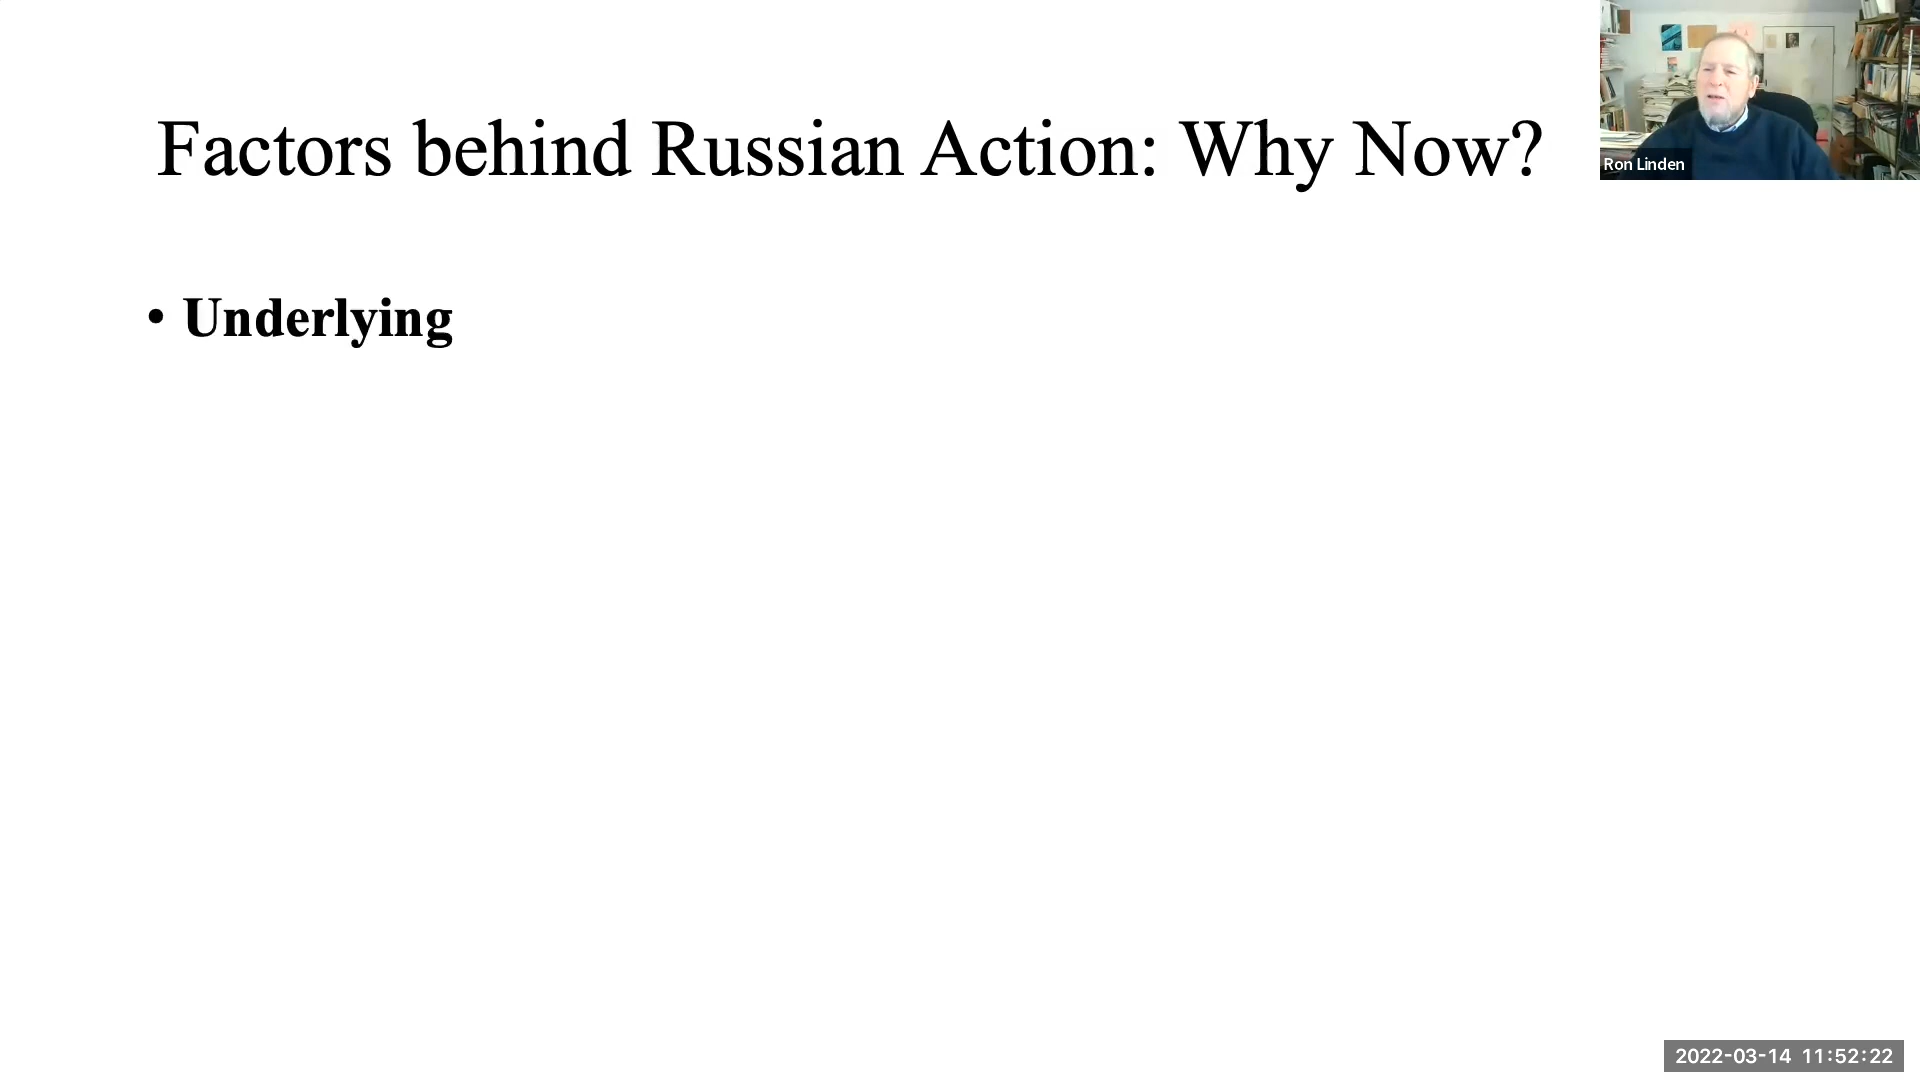 Factors behind Russian Action: Why Now?
Ron Linden
• Underlying
2022-03-14 11:52:22